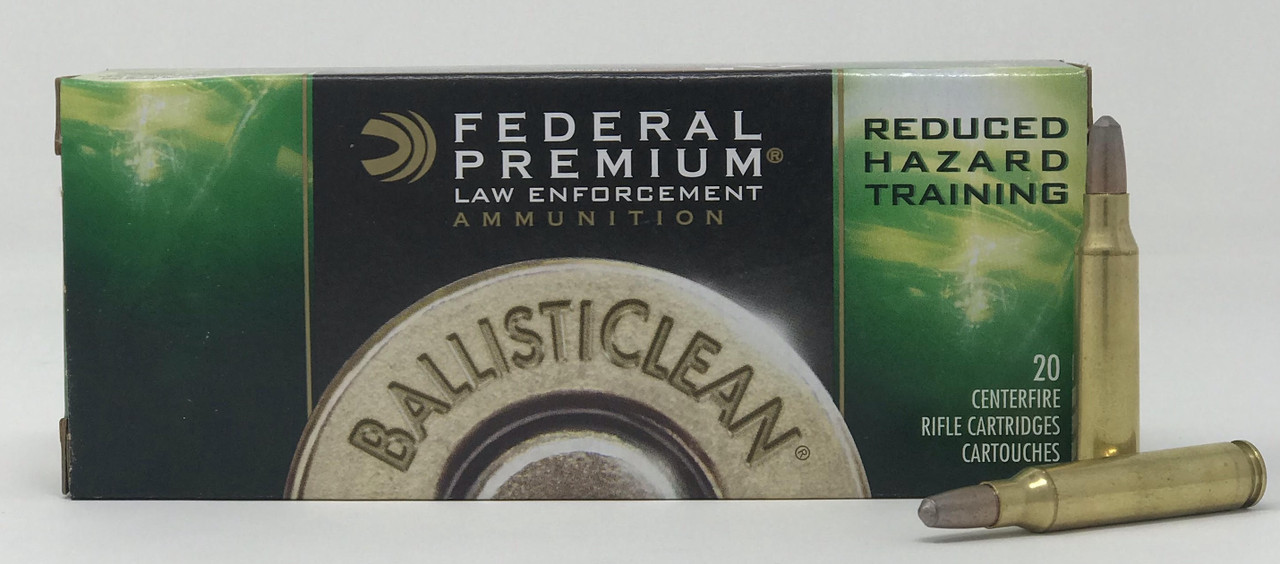 FEDERAL
PREMIUM®
LAW ENFORCEMENT
AMMUNITION
BALLISTICLEAN®
REDUCED
HAZARD
TRAINING
20
CENTERFIRE
RIFLE CARTRIDGES
CARTOUCHES